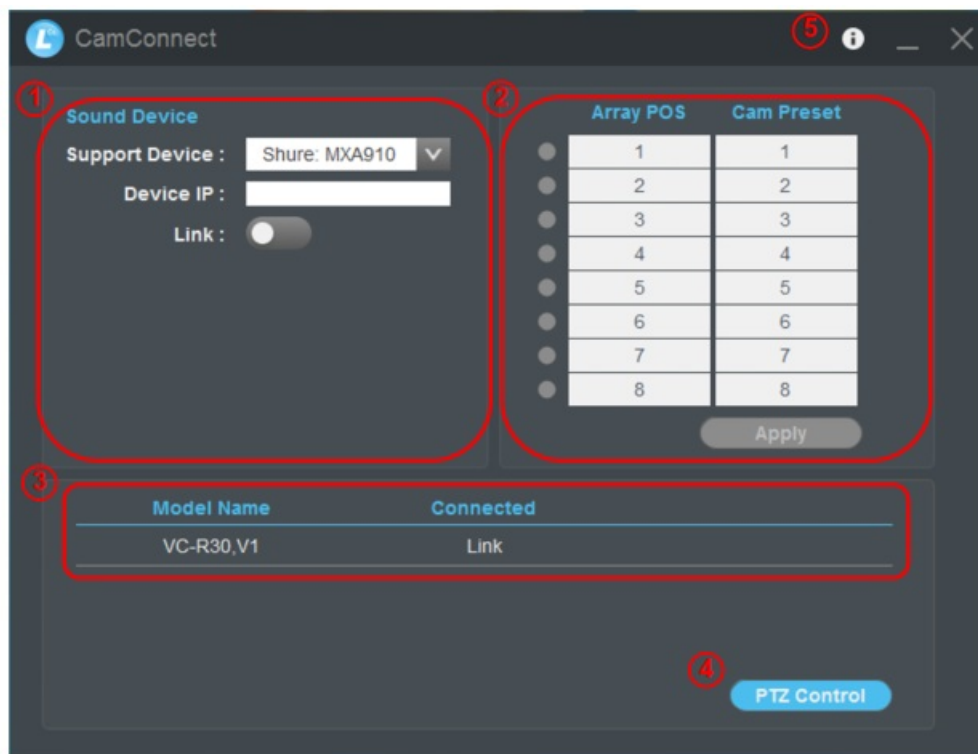 CamConnect
⑤
①
②
Sound Device
Support Device : Shure: MXA910
Device IP :
Link :
Array POS Cam Preset
1 1
2 2
3 3
4 4
5 5
6 6
7 7
8 8
Apply
③
Model Name Connected
VC-R30,V1 Link
④
PTZ Control